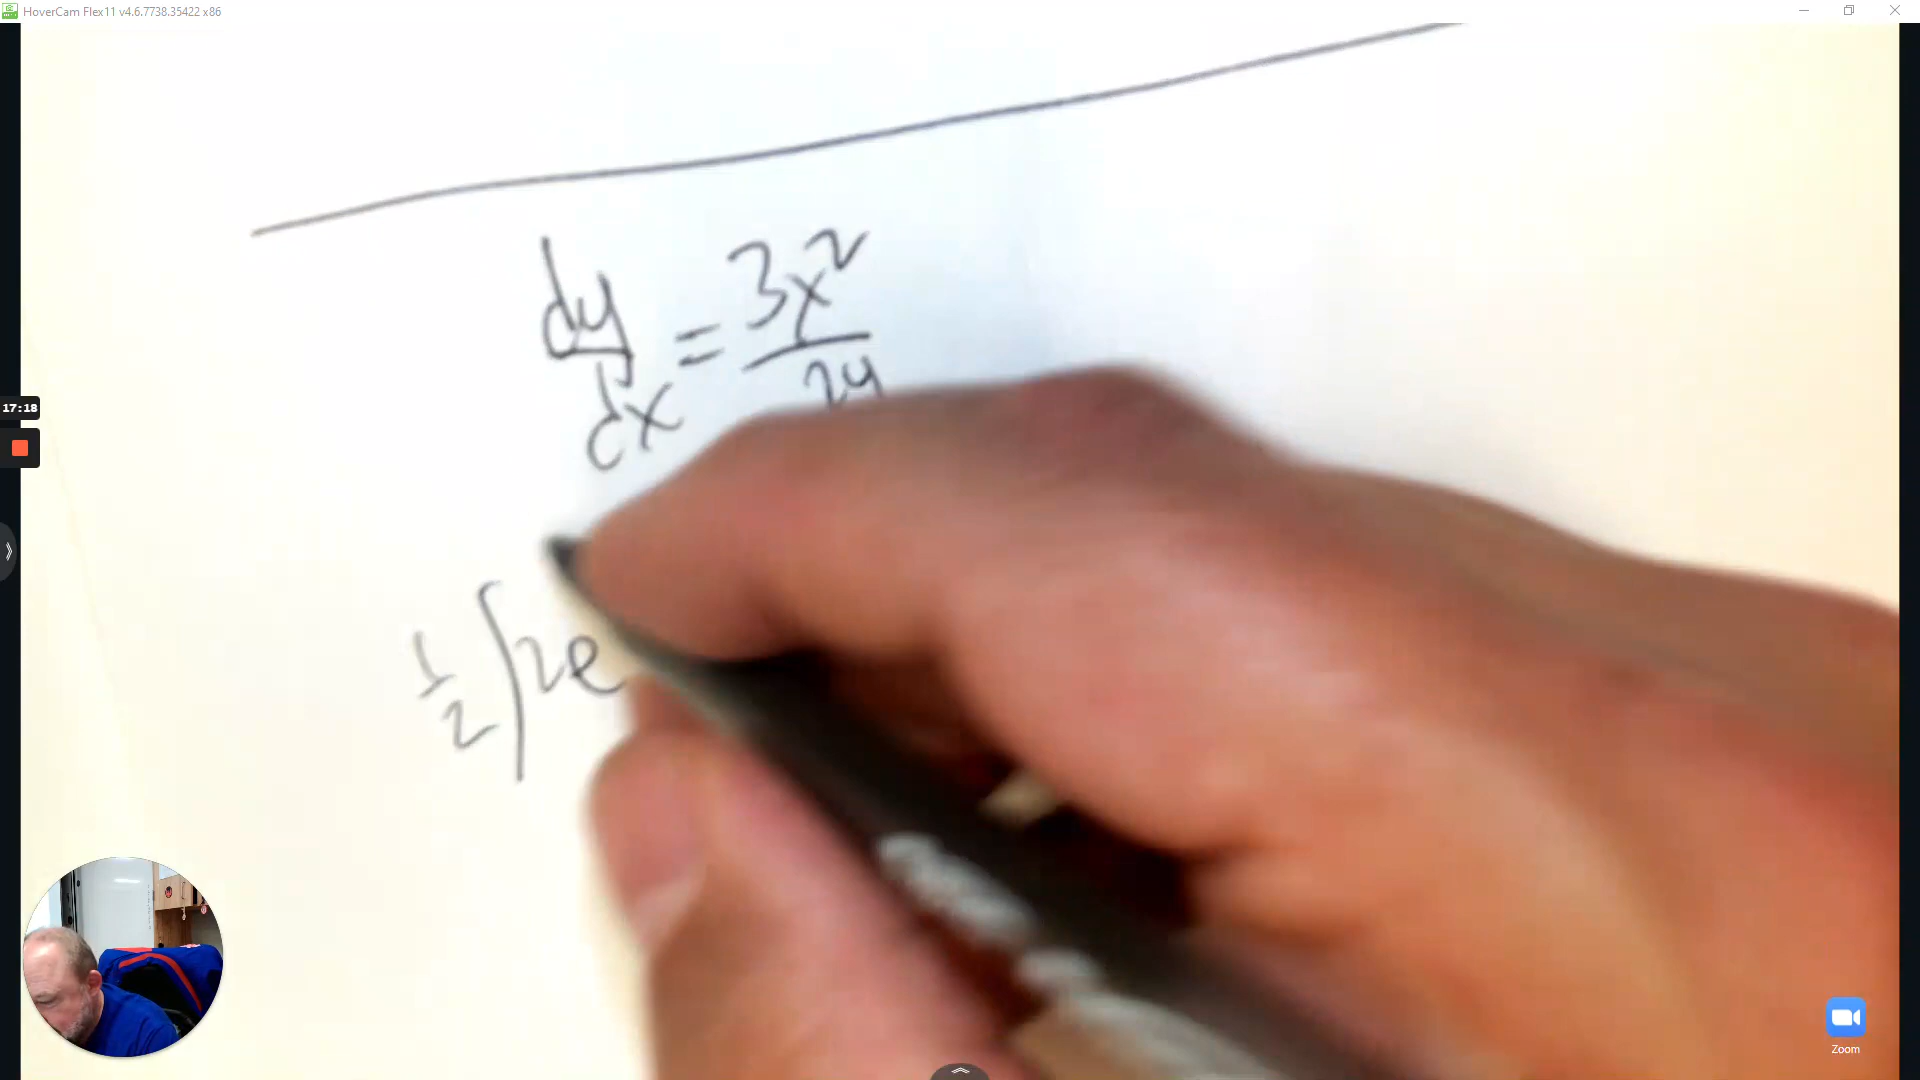 HoverCam Flex11 v4.6.7738.35422 x86
dy/dx = 3x²/2y
17:18
1/2 ∫ 2e
Zoom